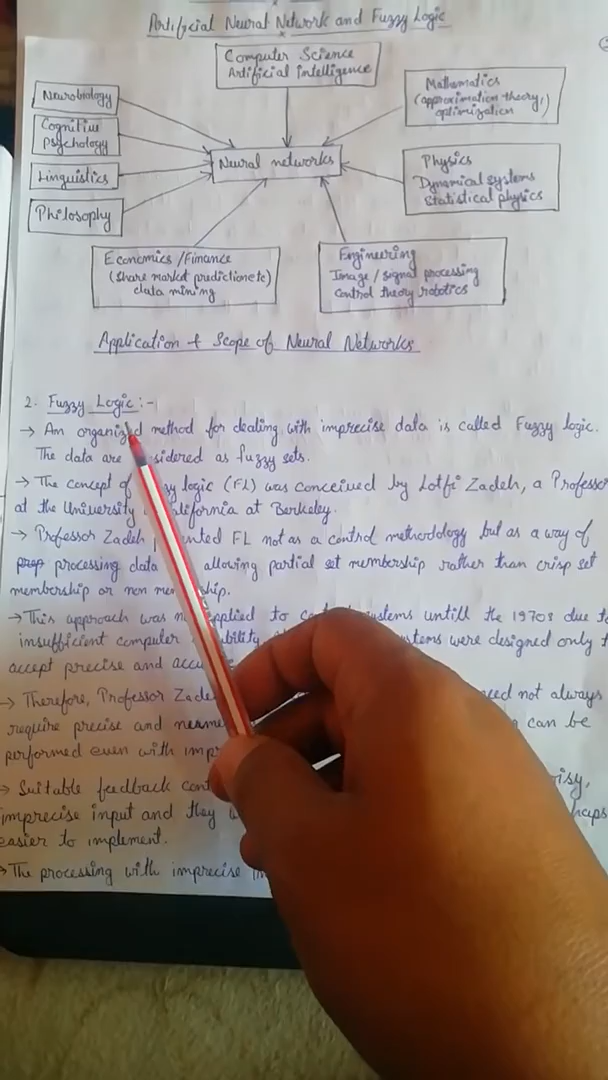 Artificial Neural Network and Fuzzy Logic
Computer Science
Artificial intelligence
Neurobiology
Mathematics
(approximation theory,)
optimization
Cognitive
psychology
Neural networks
Physics
Dynamical systems
Statistical physics
Linguistics
Philosophy
Economics/Finance
(Share market prediction etc)
data mining
Engineering
Image/signal processing
control theory robotics
Application & Scope of Neural Networks
2. Fuzzy Logic :-
→ An organized method for dealing with imprecise data is called Fuzzy logic.
The data are as fuzzy sets.
→ The concept of logic (FL) was conceived by Lotfi Zadeh, a Professor
at the University at Berkeley.
→ Professor Zadeh FL not as a control methodology but as a way of
processing data allowing partial set membership rather than crisp set
membership or non
→ This approach was to systems untill the 1970s due to
insufficient computer were designed only
accept precise and
→ Therefore, Professor not always
require precise and can be
performed even with
→ Suitable feedback
imprecise input and they
easier to implement.
→ The processing with imprecise